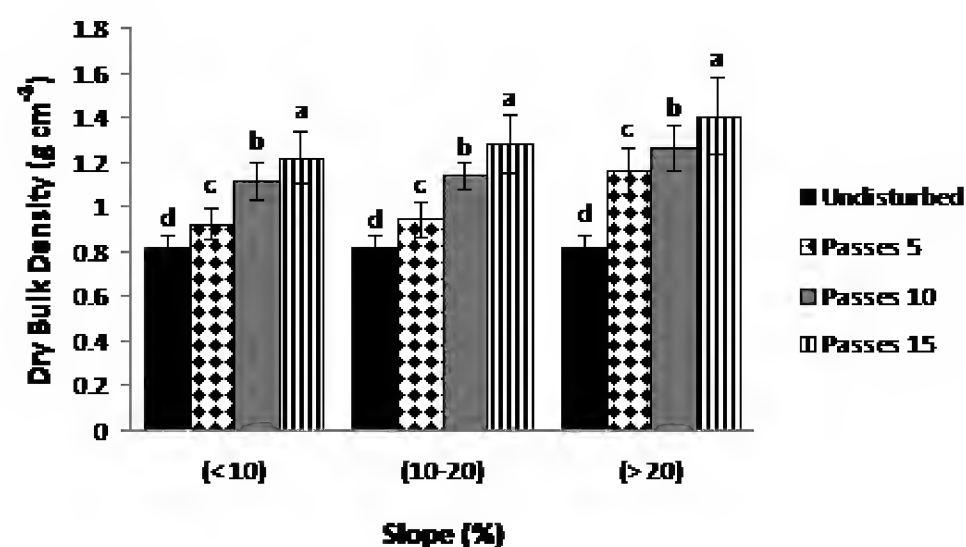 1.8
1.6
1.4
1.2
1
0.8
0.6
0.4
0.2
0
Dry Bulk Density (g cm⁻³)
d c b a
d c b a
d c b a
(<10) (10-20) (>20)
Slope (%)
Undisturbed
Passes 5
Passes 10
Passes 15